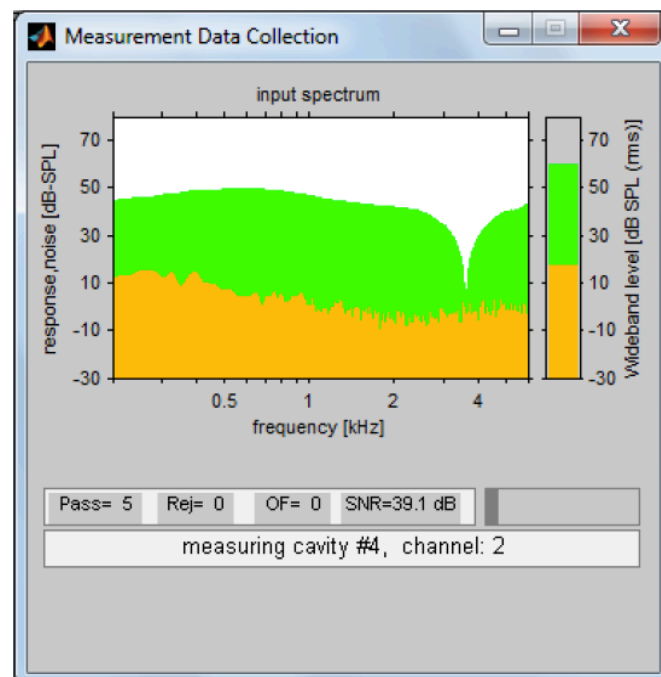 Measurement Data Collection
input spectrum
response,noise [dB-SPL]
70
50
30
10
-10
-30
0.5 1 2 4
frequency [kHz]
70
50
30
10
-10
-30
Wideband level [dB SPL (rms)]
Pass= 5 Rej= 0 OF= 0 SNR=39.1 dB
measuring cavity #4, channel: 2